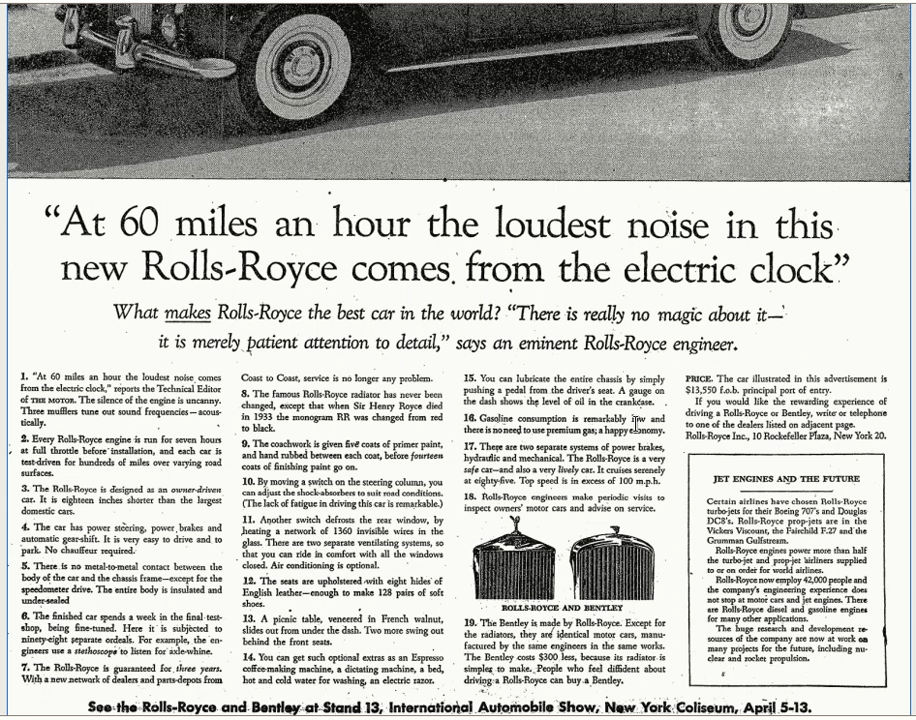 “At 60 miles an hour the loudest noise in this
new Rolls-Royce comes from the electric clock”
What makes Rolls-Royce the best car in the world? “There is really no magic about it—
it is merely patient attention to detail,” says an eminent Rolls-Royce engineer.
1. “At 60 miles an hour the loudest noise comes
from the electric clock,” reports the Technical Editor
of THE MOTOR. The silence of the engine is uncanny.
Three mufflers tune out sound frequencies—acous-
tically.
2. Every Rolls-Royce engine is run for seven hours
at full throttle before installation, and each car is
test-driven for hundreds of miles over varying road
surfaces.
3. The Rolls-Royce is designed as an owner-driven
car. It is eighteen inches shorter than the largest
domestic cars.
4. The car has power steering, power brakes and
automatic gear-shift. It is very easy to drive and to
park. No chauffeur required.
5. There is no metal-to-metal contact between the
body of the car and the chassis frame—except for the
speedometer drive. The entire body is insulated and
under-sealed
6. The finished car spends a week in the final test-
shop, being fine-tuned. Here it is subjected to
ninety-eight separate ordeals. For example, the en-
gineers use a stethoscope to listen for axle-whine.
7. The Rolls-Royce is guaranteed for three years.
With a new network of dealers and parts-depots from
Coast to Coast, service is no longer any problem.
8. The famous Rolls-Royce radiator has never been
changed, except that when Sir Henry Royce died
in 1933 the monogram RR was changed from red
to black.
9. The coachwork is given five coats of primer paint,
and hand rubbed between each coat, before fourteen
coats of finishing paint go on.
10. By moving a switch on the steering column, you
can adjust the shock-absorbers to suit road conditions.
(The lack of fatigue in driving this car is remarkable.)
11. Another switch defrosts the rear window, by
heating a network of 1360 invisible wires in the
glass. There are two separate ventilating systems, so
that you can ride in comfort with all the windows
closed. Air conditioning is optional.
12. The seats are upholstered with eight hides of
English leather—enough to make 128 pairs of soft
shoes.
13. A picnic table, veneered in French walnut,
slides out from under the dash. Two more swing out
behind the front seats.
14. You can get such optional extras as an Espresso
coffee-making machine, a dictating machine, a bed,
hot and cold water for washing, an electric razor.
15. You can lubricate the entire chassis by simply
pushing a pedal from the driver's seat. A gauge on
the dash shows the level of oil in the crankcase.
16. Gasoline consumption is remarkably low and
there is no need to use premium gas; a happy economy.
17. There are two separate systems of power brakes,
hydraulic and mechanical. The Rolls-Royce is a very
safe car—and also a very lively car. It cruises serenely
at eighty-five. Top speed is in excess of 100 m.p.h.
18. Rolls-Royce engineers make periodic visits to
inspect owners' motor cars and advise on service.
ROLLS-ROYCE AND BENTLEY
19. The Bentley is made by Rolls-Royce. Except for
the radiators, they are identical motor cars, manu-
factured by the same engineers in the same works.
The Bentley costs $300 less, because its radiator is
simpler to make. People who feel diffident about
driving a Rolls-Royce can buy a Bentley.
PRICE. The car illustrated in this advertisement is
$13,550 f.o.b. principal port of entry.
If you would like the rewarding experience of
driving a Rolls-Royce or Bentley, write or telephone
to one of the dealers listed on adjacent page.
Rolls-Royce Inc., 10 Rockefeller Plaza, New York 20.
JET ENGINES AND THE FUTURE
Certain airlines have chosen Rolls-Royce
turbo-jets for their Boeing 707's and Douglas
DC8's. Rolls-Royce prop-jets are in the
Vickers Viscount, the Fairchild F.27 and the
Grumman Gulfstream.
Rolls-Royce engines power more than half
the turbo-jet and prop-jet airliners supplied
to or on order for world airlines.
Rolls-Royce now employ 42,000 people and
the company's engineering experience does
not stop at motor cars and jet engines. There
are Rolls-Royce diesel and gasoline engines
for many other applications.
The huge research and development re-
sources of the company are now at work on
many projects for the future, including nu-
clear and rocket propulsion.
See the Rolls-Royce and Bentley at Stand 13, International Automobile Show, New York Coliseum, April 5-13.